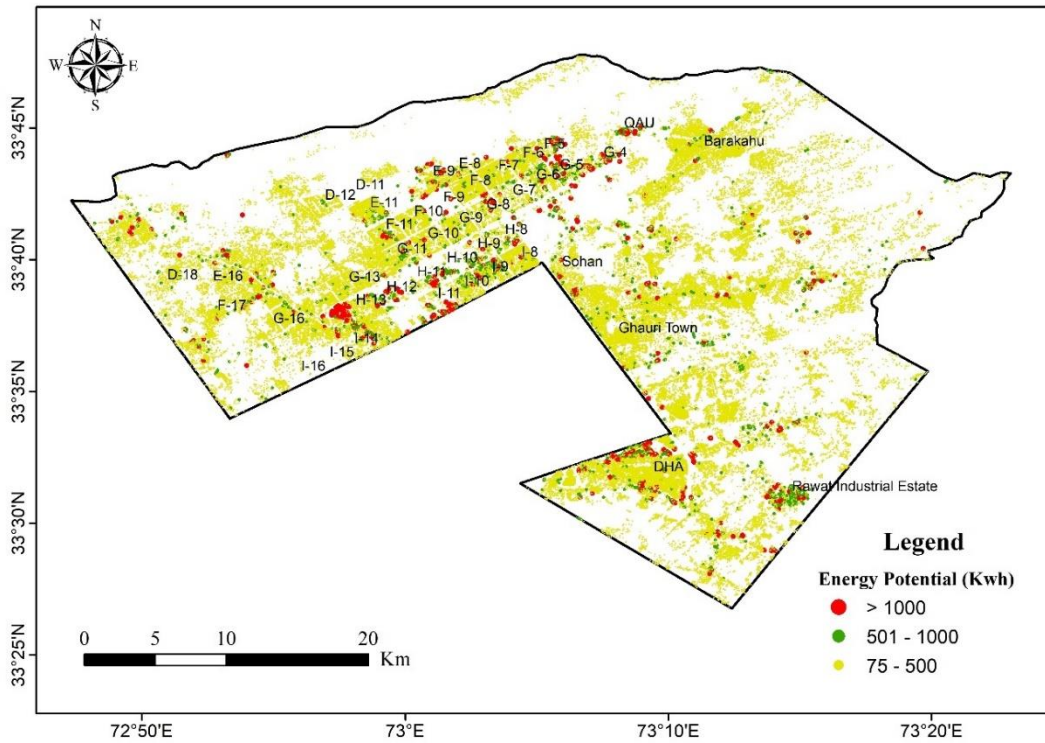 N
W E
S
33°45'N
33°40'N
33°35'N
33°30'N
33°25'N
QAU
F-5
Barakahu
F-6
G-4
E-8
F-7
G-5
E-9
G-6
D-11
F-8
D-12
G-7
F-9
E-11
G-8
F-10
G-9
F-11
G-10
H-8
G-11
H-9
I-8
H-10
Sohan
I-9
H-11
D-18
E-16
G-13
I-10
H-12
I-11
H-13
F-17
G-16
Ghauri Town
I-14
I-15
I-16
DHA
Rawat Industrial Estate
Legend
Energy Potential (Kwh)
> 1000
501 - 1000
75 - 500
0 5 10 20
Km
72°50'E 73°0'E 73°10'E 73°20'E